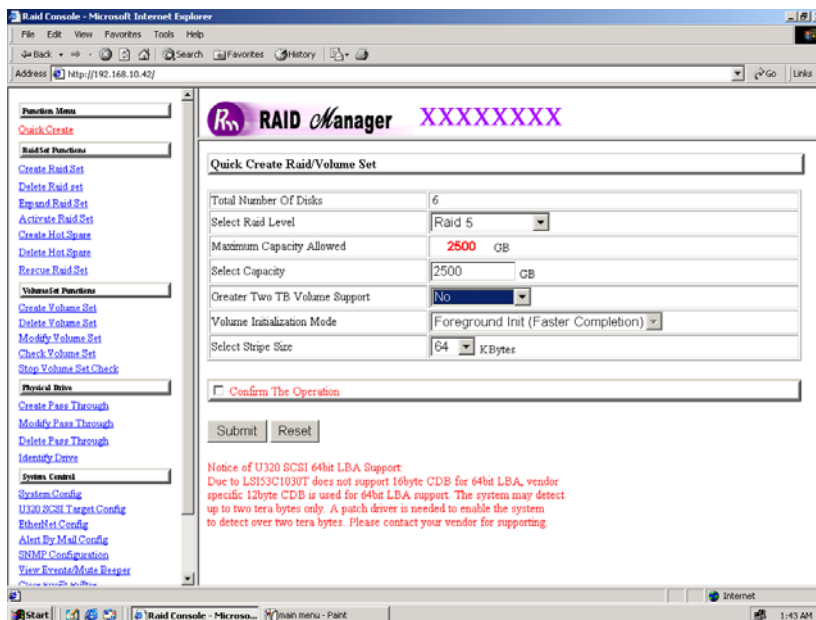 Raid Console - Microsoft Internet Explorer
File Edit View Favorites Tools Help
Back Search Favorites History
Address http://192.168.10.42/ Go Links
Function Menu
Quick Create
RaidSet Functions
Create Raid Set
Delete Raid set
Expand Raid Set
Activate Raid Set
Create Hot Spare
Delete Hot Spare
Rescue Raid Set
VolumeSet Functions
Create Volume Set
Delete Volume Set
Modify Volume Set
Check Volume Set
Stop Volume Set Check
Physical Drive
Create Pass Through
Modify Pass Through
Delete Pass Through
Identify Drive
System Control
System Config
U320 SCSI Target Config
EtherNet Config
Alert By Mail Config
SNMP Configuration
View Events/Mute Beeper
Rm RAID Manager XXXXXXXX
Quick Create Raid/Volume Set
Total Number Of Disks 6
Select Raid Level Raid 5
Maximum Capacity Allowed 2500 GB
Select Capacity 2500 GB
Greater Two TB Volume Support No
Volume Initialization Mode Foreground Init (Faster Completion)
Select Stripe Size 64 KBytes
Confirm The Operation
Submit Reset
Notice of U320 SCSI 64bit LBA Support:
Due to LSI53C1030T does not support 16byte CDB for 64bit LBA, vendor
specific 12byte CDB is used for 64bit LBA support. The system may detect
up to two tera bytes only. A patch driver is needed to enable the system
to detect over two tera bytes. Please contact your vendor for supporting.
Internet
Start Raid Console - Microso... main menu - Paint 1:43 AM